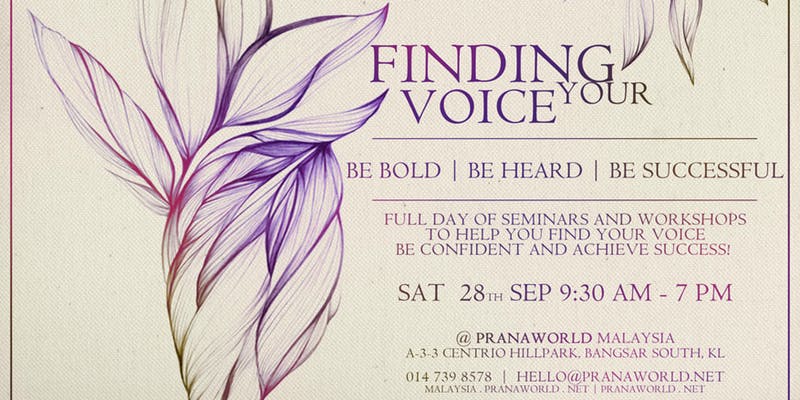 FINDING
YOUR
VOICE
BE BOLD | BE HEARD | BE SUCCESSFUL
FULL DAY OF SEMINARS AND WORKSHOPS
TO HELP YOU FIND YOUR VOICE
BE CONFIDENT AND ACHIEVE SUCCESS!
SAT 28TH SEP 9:30 AM - 7 PM
@ PRANAWORLD MALAYSIA
A-3-3 CENTRIO HILLPARK, BANGSAR SOUTH, KL
014 739 8578 | HELLO@PRANAWORLD.NET
MALAYSIA . PRANAWORLD . NET | PRANAWORLD . NET